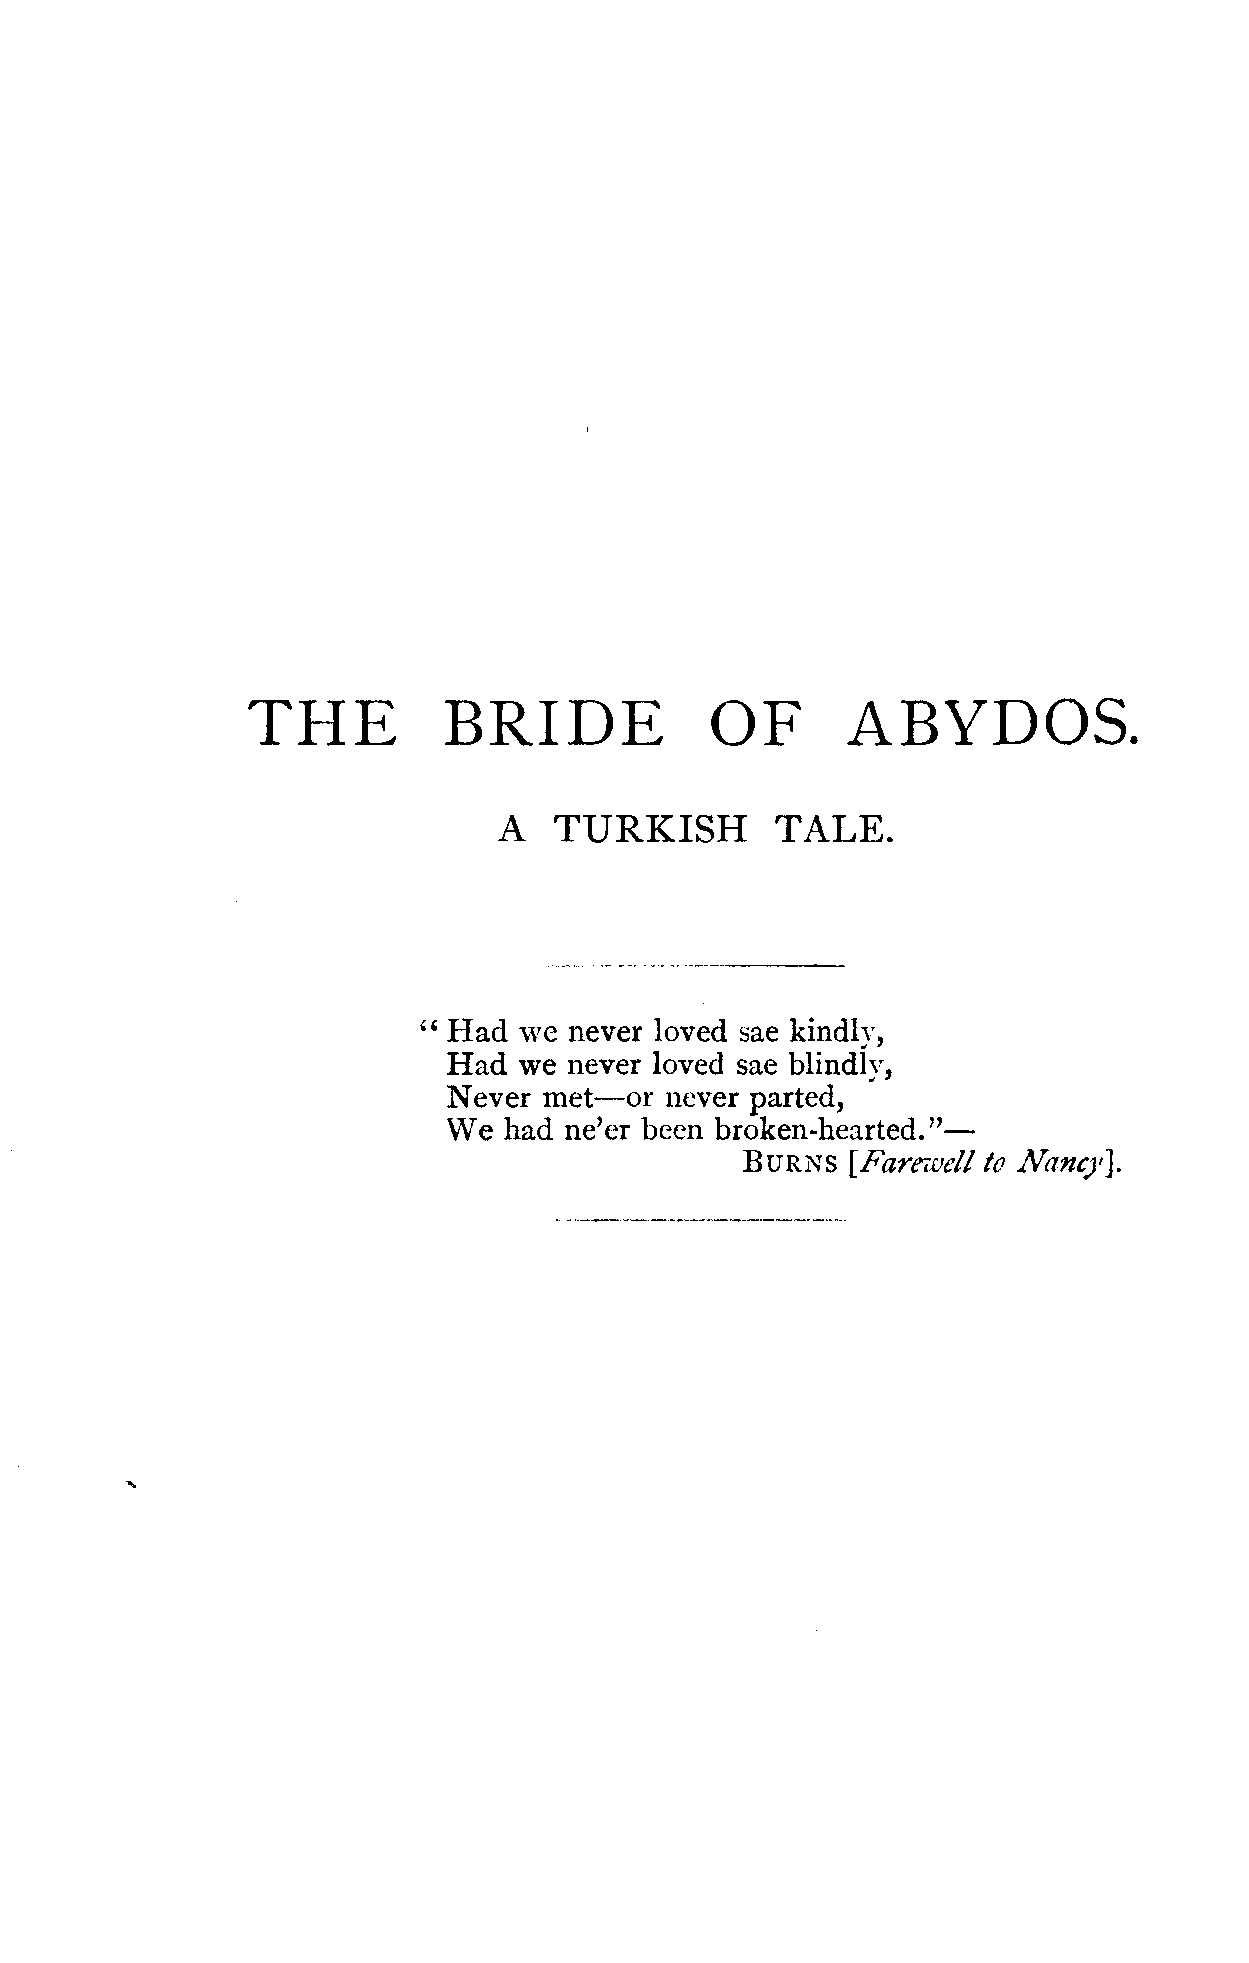 THE BRIDE OF ABYDOS.
A TURKISH TALE.
“Had we never loved sae kindly,
Had we never loved sae blindly,
Never met—or never parted,
We had ne’er been broken-hearted.”—
BURNS [Farewell to Nancy].